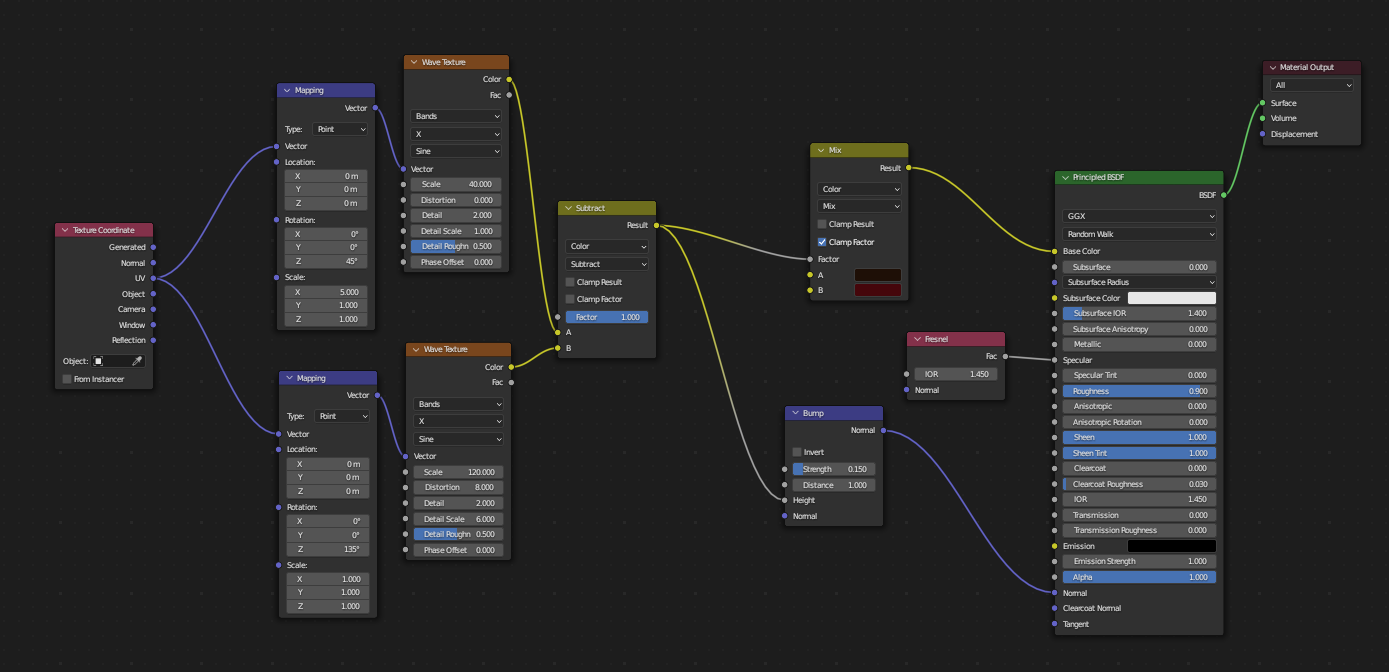 Texture Coordinate
Generated
Normal
UV
Object
Camera
Window
Reflection
Object:
From Instancer
Mapping
Vector
Type: Point
Vector
Location:
X 0 m
Y 0 m
Z 0 m
Rotation:
X 0°
Y 0°
Z 45°
Scale:
X 5.000
Y 1.000
Z 1.000
Mapping
Vector
Type: Point
Vector
Location:
X 0 m
Y 0 m
Z 0 m
Rotation:
X 0°
Y 0°
Z 135°
Scale:
X 1.000
Y 1.000
Z 1.000
Wave Texture
Color
Fac
Bands
X
Sine
Vector
Scale 40.000
Distortion 0.000
Detail 2.000
Detail Scale 1.000
Detail Roughn 0.500
Phase Offset 0.000
Wave Texture
Color
Fac
Bands
X
Sine
Vector
Scale 120.000
Distortion 8.000
Detail 2.000
Detail Scale 6.000
Detail Roughn 0.500
Phase Offset 0.000
Subtract
Result
Color
Subtract
Clamp Result
Clamp Factor
Factor 1.000
A
B
Mix
Result
Color
Mix
Clamp Result
Clamp Factor
Factor
A
B
Fresnel
Fac
IOR 1.450
Normal
Bump
Normal
Invert
Strength 0.150
Distance 1.000
Height
Normal
Principled BSDF
BSDF
GGX
Random Walk
Base Color
Subsurface 0.000
Subsurface Radius
Subsurface Color
Subsurface IOR 1.400
Subsurface Anisotropy 0.000
Metallic 0.000
Specular
Specular Tint 0.000
Roughness 0.900
Anisotropic 0.000
Anisotropic Rotation 0.000
Sheen 1.000
Sheen Tint 1.000
Clearcoat 0.000
Clearcoat Roughness 0.030
IOR 1.450
Transmission 0.000
Transmission Roughness 0.000
Emission
Emission Strength 1.000
Alpha 1.000
Normal
Clearcoat Normal
Tangent
Material Output
All
Surface
Volume
Displacement